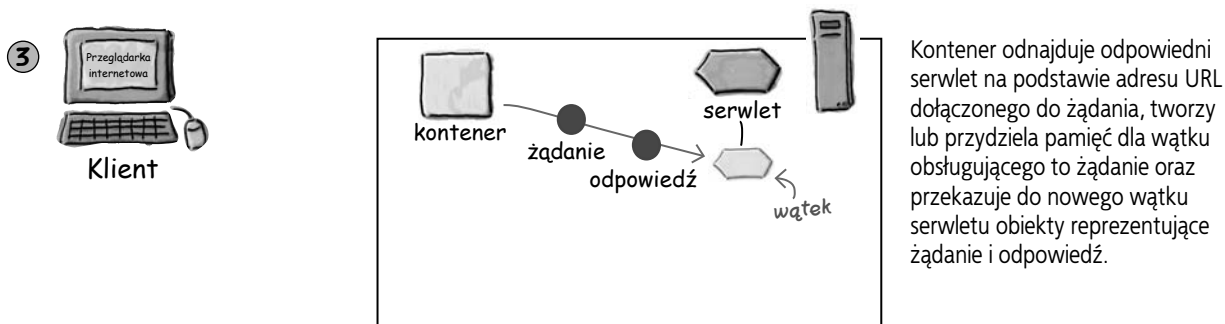 3
Przeglądarka
internetowa
Klient
kontener
żądanie
odpowiedź
serwlet
wątek
Kontener odnajduje odpowiedni
serwlet na podstawie adresu URL
dołączonego do żądania, tworzy
lub przydziela pamięć dla wątku
obsługującego to żądanie oraz
przekazuje do nowego wątku
serwletu obiekty reprezentujące
żądanie i odpowiedź.